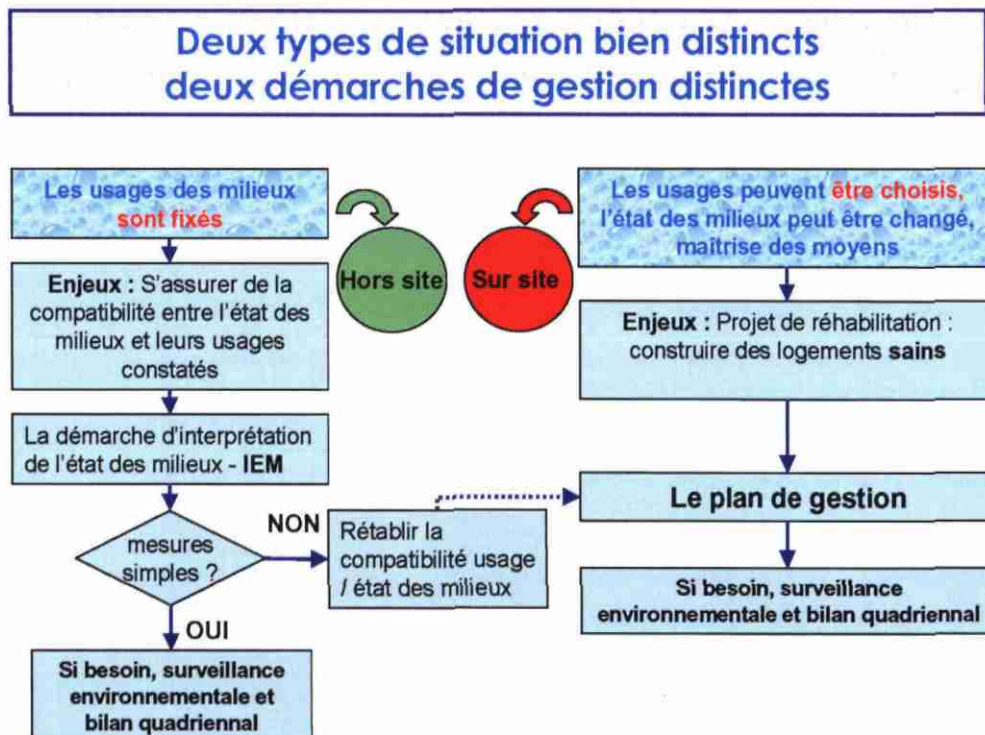 Deux types de situation bien distincts
deux démarches de gestion distinctes
Les usages des milieux
sont fixés
Enjeux : S'assurer de la
compatibilité entre l'état des
milieux et leurs usages
constatés
La démarche d'interprétation
de l'état des milieux - IEM
mesures
simples ?
NON
OUI
Rétablir la
compatibilité usage
/ état des milieux
Si besoin, surveillance
environnementale et
bilan quadriennal
Hors site
Sur site
Les usages peuvent être choisis,
l'état des milieux peut être changé,
maîtrise des moyens
Enjeux : Projet de réhabilitation :
construire des logements sains
Le plan de gestion
Si besoin, surveillance
environnementale et bilan quadriennal